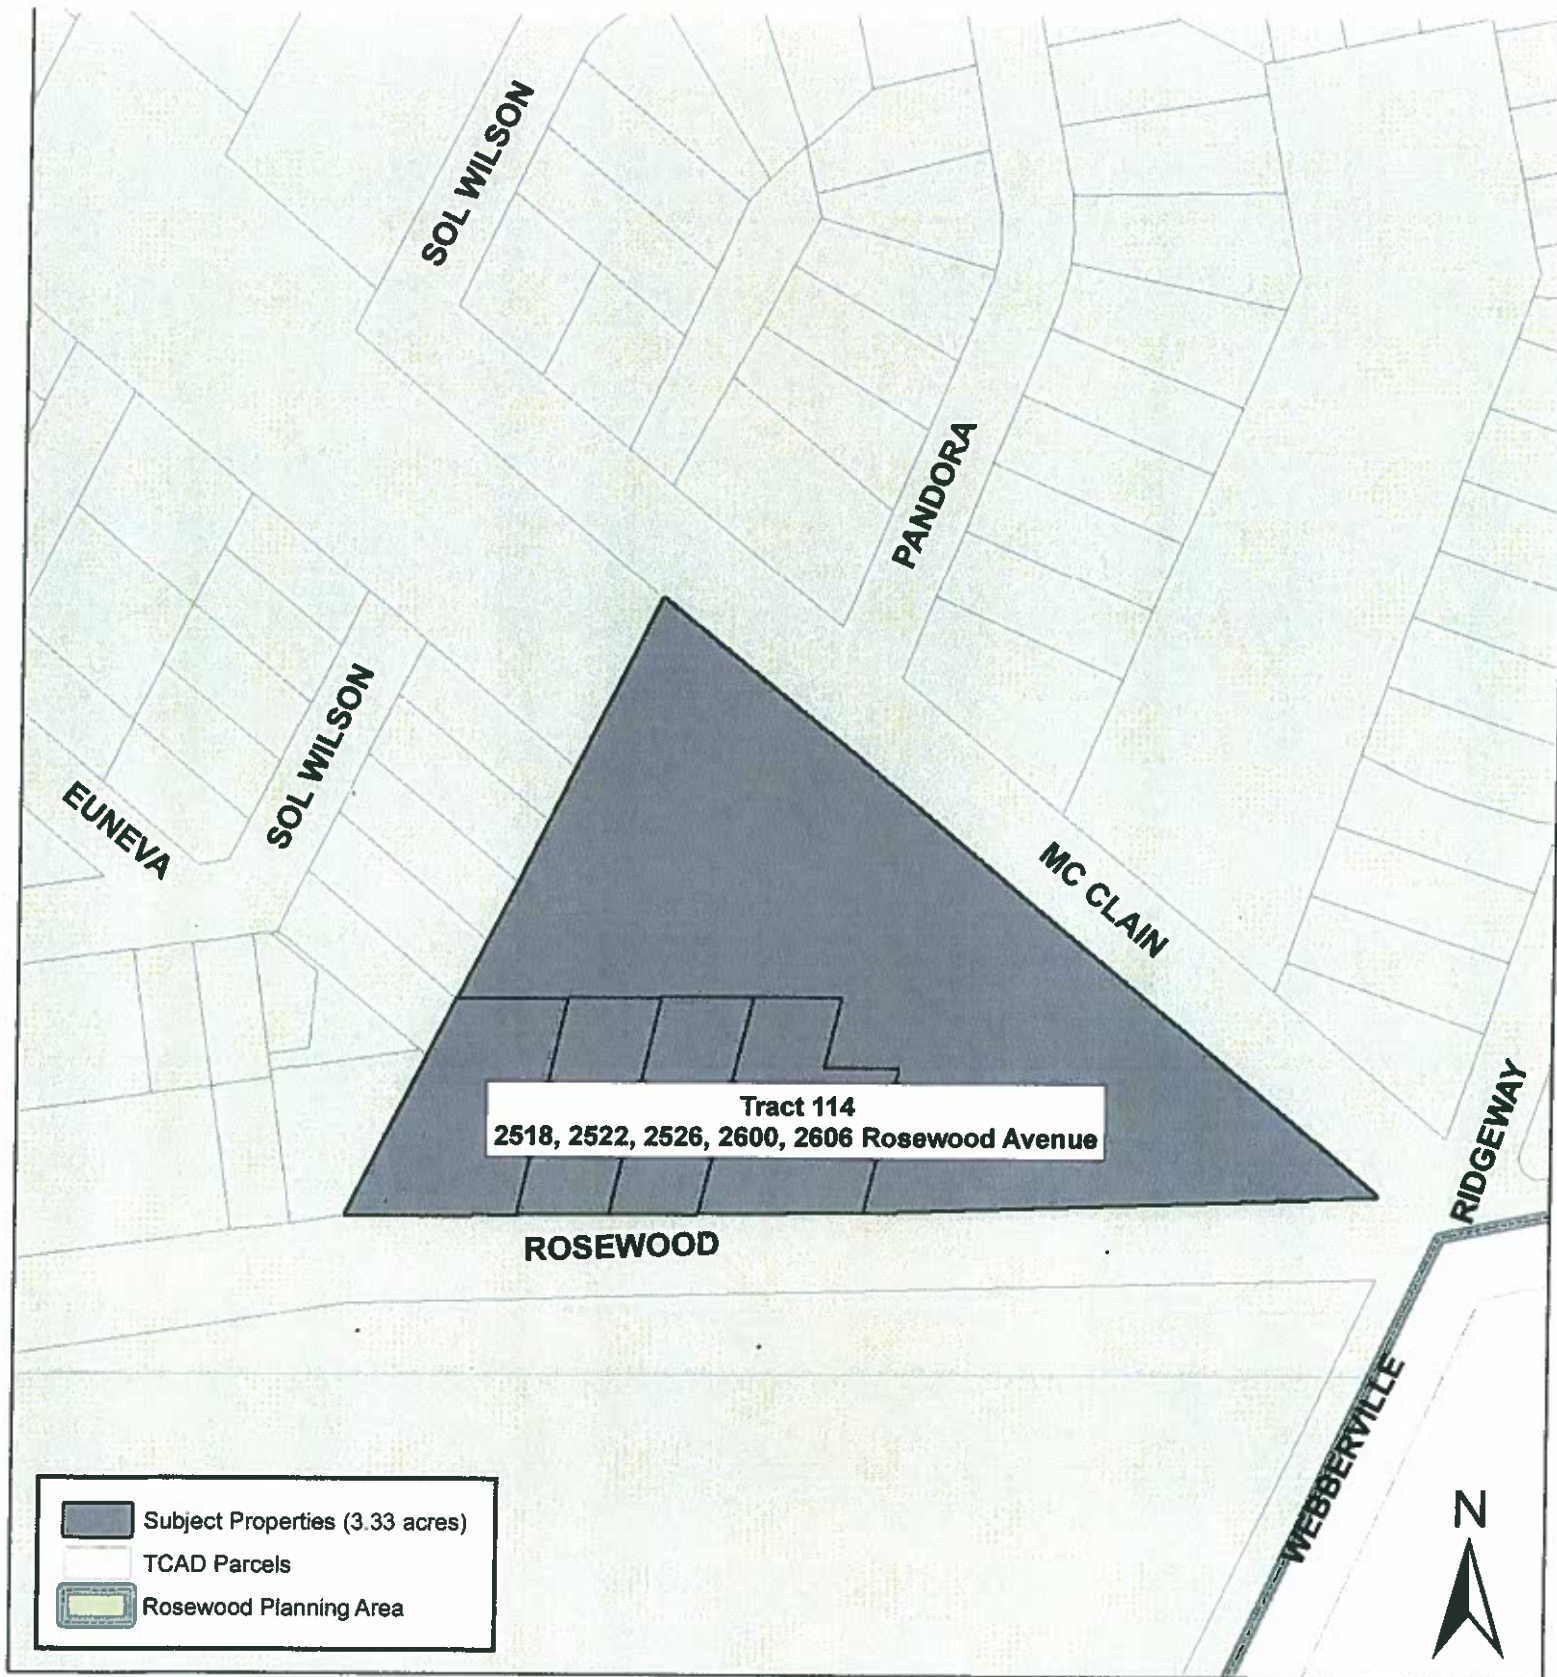 SOL WILSON
PANDORA
SOL WILSON
EUNEVA
MC CLAIN
Tract 114
2518, 2522, 2526, 2600, 2606 Rosewood Avenue
RIDGEWAY
ROSEWOOD
WEBBERVILLE
Subject Properties (3.33 acres)
TCAD Parcels
Rosewood Planning Area
N